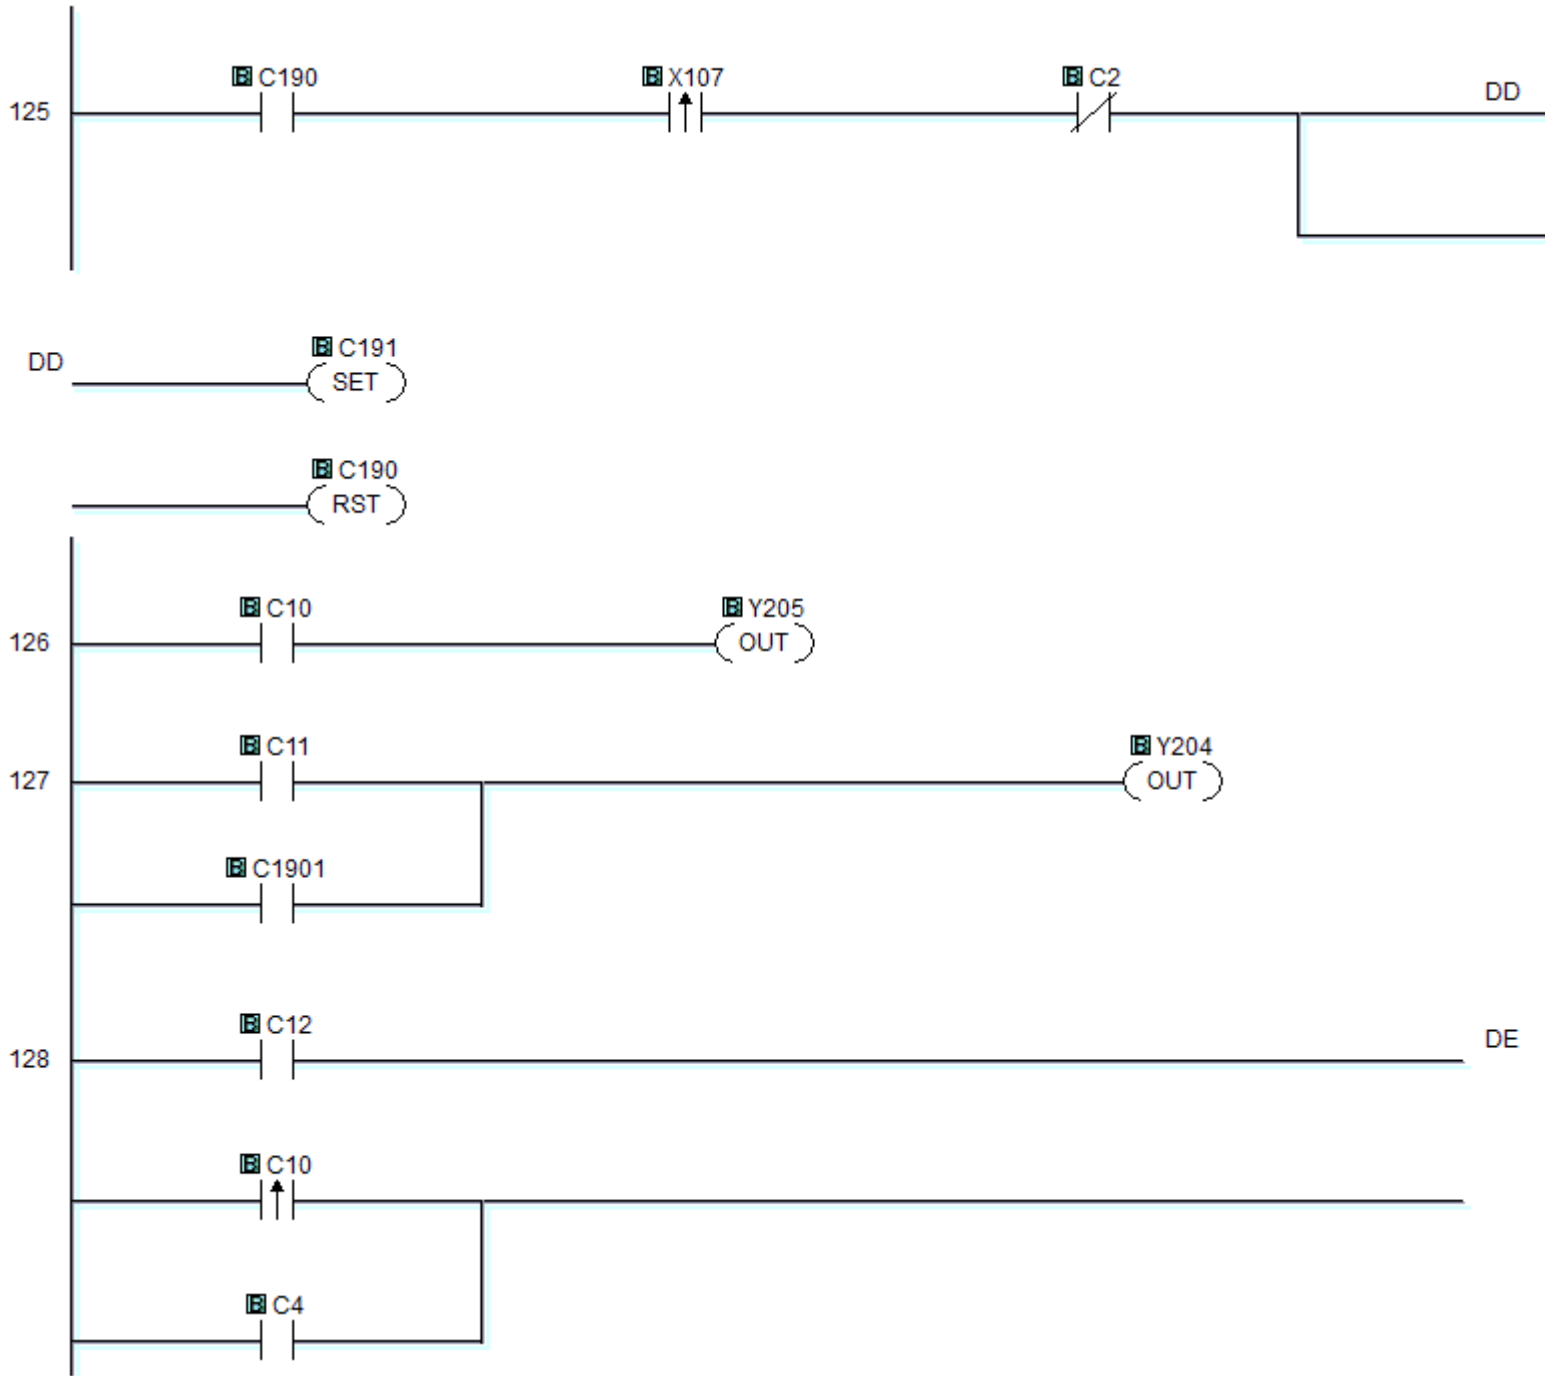 B C190 B X107 B C2
125 DD
B C191
DD SET
B C190
RST
B C10 B Y205
126 OUT
B C11 B Y204
127 OUT
B C1901
B C12
128 DE
B C10
B C4